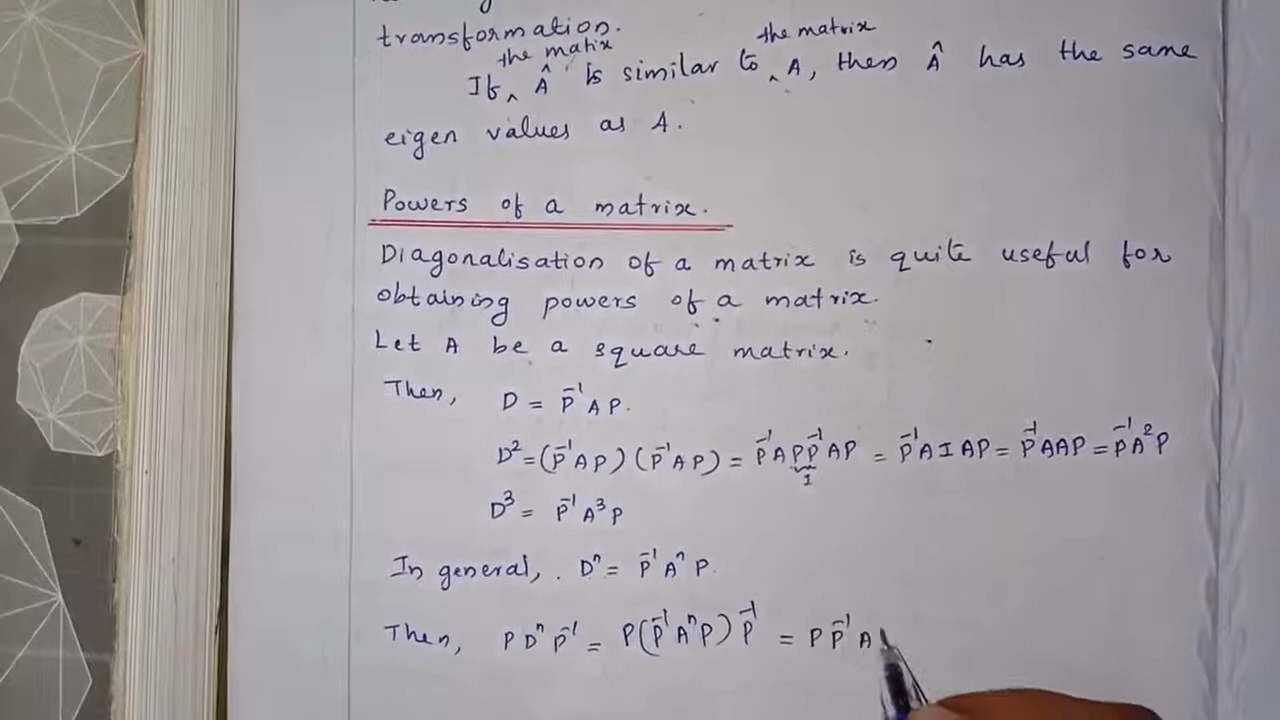 transformation.
the matix the matrix
If ^ Â is similar to ^ A, then Â has the same
eigen values as A.
Powers of a matrix.
Diagonalisation of a matrix is quite useful for
obtaining powers of a matrix.
Let A be a square matrix.
Then, D = P⁻¹AP.
D² = (P⁻¹AP)(P⁻¹AP) = P⁻¹APP⁻¹AP = P⁻¹AIAP = P⁻¹AAP = P⁻¹A²P
I
D³ = P⁻¹A³P
In general, Dⁿ = P⁻¹AⁿP.
Then, PDⁿP⁻¹ = P(P⁻¹AⁿP)P⁻¹ = PP⁻¹A